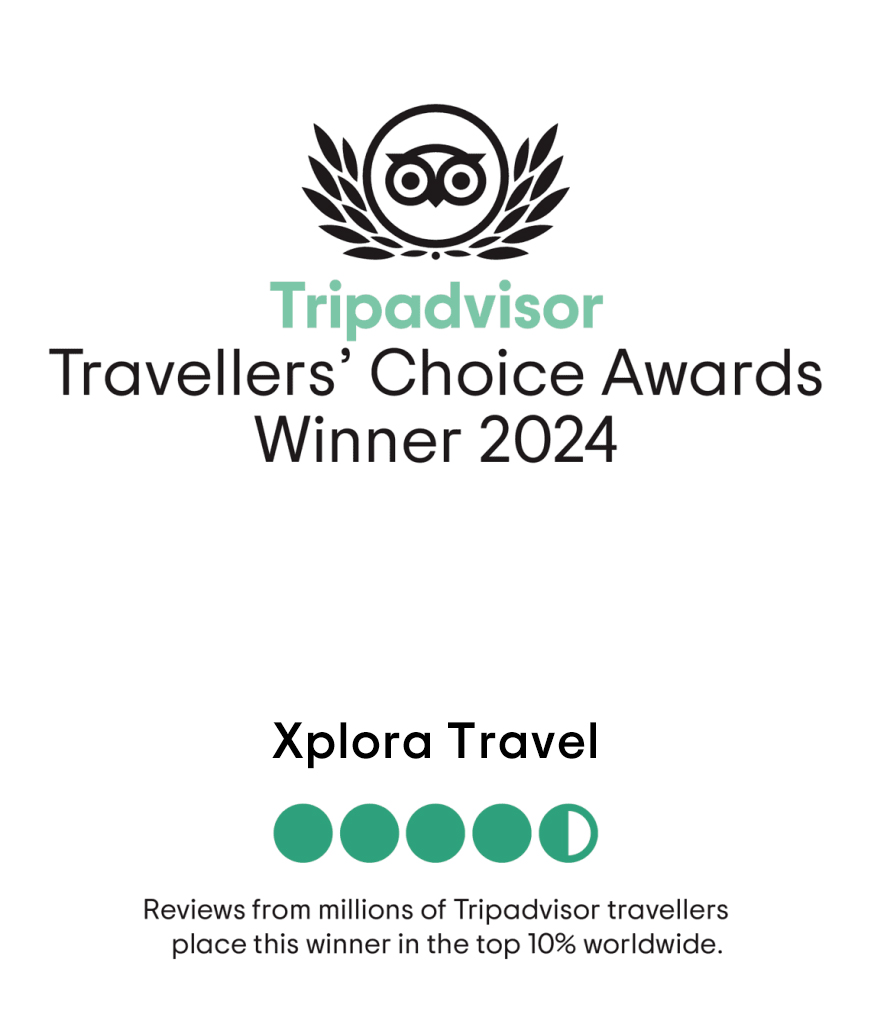 Tripadvisor
Travellers’ Choice Awards
Winner 2024
Xplora Travel
Reviews from millions of Tripadvisor travellers
place this winner in the top 10% worldwide.